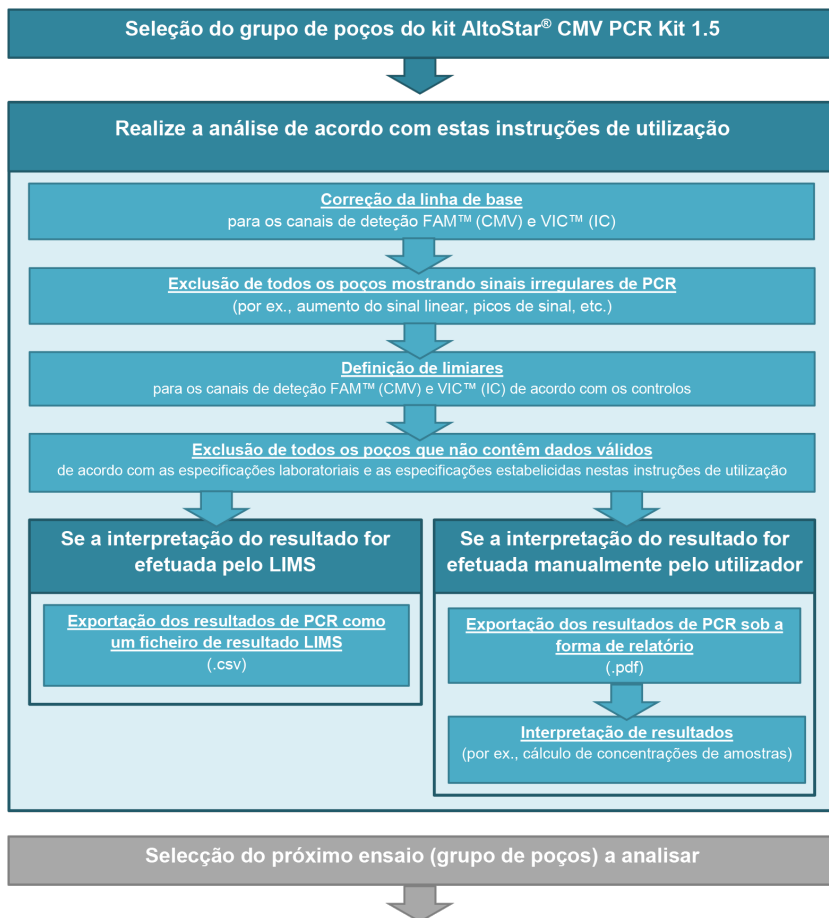 Seleção do grupo de poços do kit AltoStar® CMV PCR Kit 1.5
Realize a análise de acordo com estas instruções de utilização
Correção da linha de base
para os canais de deteção FAM™ (CMV) e VIC™ (IC)
Exclusão de todos os poços mostrando sinais irregulares de PCR
(por ex., aumento do sinal linear, picos de sinal, etc.)
Definição de limiares
para os canais de deteção FAM™ (CMV) e VIC™ (IC) de acordo com os controlos
Exclusão de todos os poços que não contêm dados válidos
de acordo com as especificações laboratoriais e as especificações estabelicidas nestas instruções de utilização
Se a interpretação do resultado for
efetuada pelo LIMS
Exportação dos resultados de PCR como
um ficheiro de resultado LIMS
(.csv)
Se a interpretação do resultado for
efetuada manualmente pelo utilizador
Exportação dos resultados de PCR sob a
forma de relatório
(.pdf)
Interpretação de resultados
(por ex., cálculo de concentrações de amostras)
Selecção do próximo ensaio (grupo de poços) a analisar